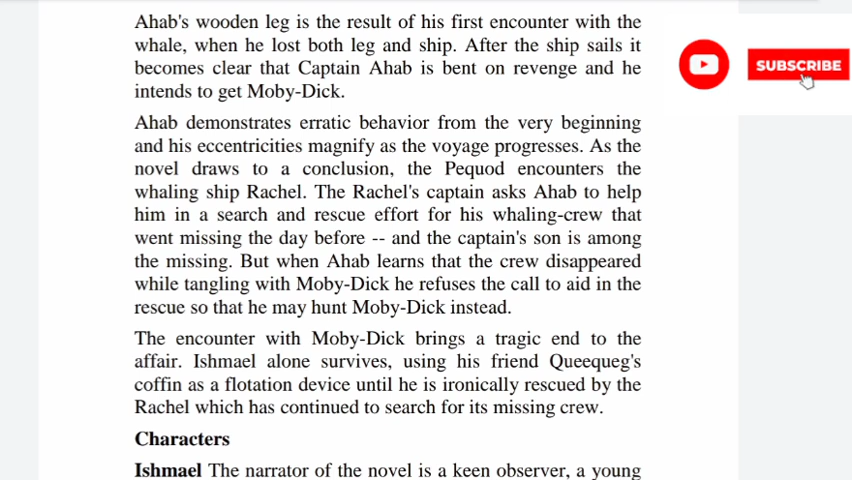 Ahab's wooden leg is the result of his first encounter with the
whale, when he lost both leg and ship. After the ship sails it
becomes clear that Captain Ahab is bent on revenge and he
intends to get Moby-Dick.
SUBSCRIBE
Ahab demonstrates erratic behavior from the very beginning
and his eccentricities magnify as the voyage progresses. As the
novel draws to a conclusion, the Pequod encounters the
whaling ship Rachel. The Rachel's captain asks Ahab to help
him in a search and rescue effort for his whaling-crew that
went missing the day before -- and the captain's son is among
the missing. But when Ahab learns that the crew disappeared
while tangling with Moby-Dick he refuses the call to aid in the
rescue so that he may hunt Moby-Dick instead.
The encounter with Moby-Dick brings a tragic end to the
affair. Ishmael alone survives, using his friend Queequeg's
coffin as a flotation device until he is ironically rescued by the
Rachel which has continued to search for its missing crew.
Characters
Ishmael The narrator of the novel is a keen observer, a young